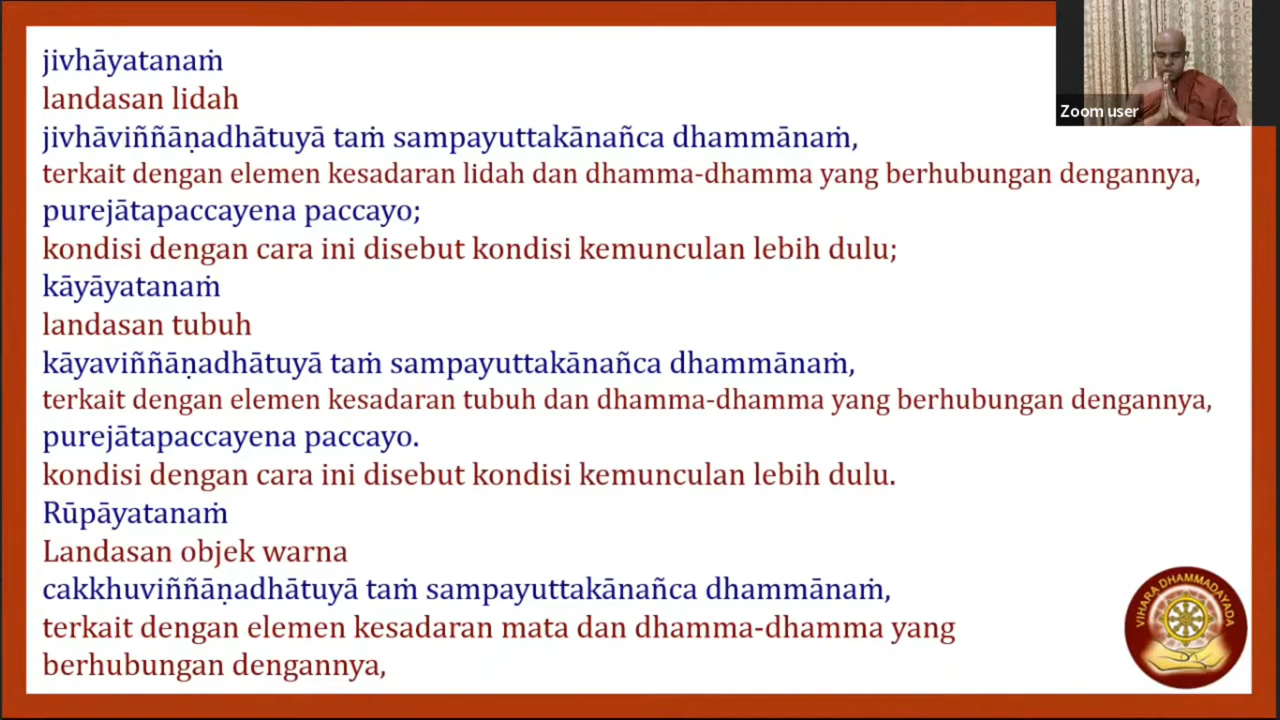 jivhāyatanaṁ
landasan lidah
jivhāviññāṇadhātuyā taṁ sampayuttakānañca dhammānaṁ,
terkait dengan elemen kesadaran lidah dan dhamma-dhamma yang berhubungan dengannya,
purejātapaccayena paccayo;
kondisi dengan cara ini disebut kondisi kemunculan lebih dulu;
kāyāyatanaṁ
landasan tubuh
kāyaviññāṇadhātuyā taṁ sampayuttakānañca dhammānaṁ,
terkait dengan elemen kesadaran tubuh dan dhamma-dhamma yang berhubungan dengannya,
purejātapaccayena paccayo.
kondisi dengan cara ini disebut kondisi kemunculan lebih dulu.
Rūpāyatanaṁ
Landasan objek warna
cakkhuviññāṇadhātuyā taṁ sampayuttakānañca dhammānaṁ,
terkait dengan elemen kesadaran mata dan dhamma-dhamma yang
berhubungan dengannya,
Zoom user
VIHARA DHAMMADAYADA